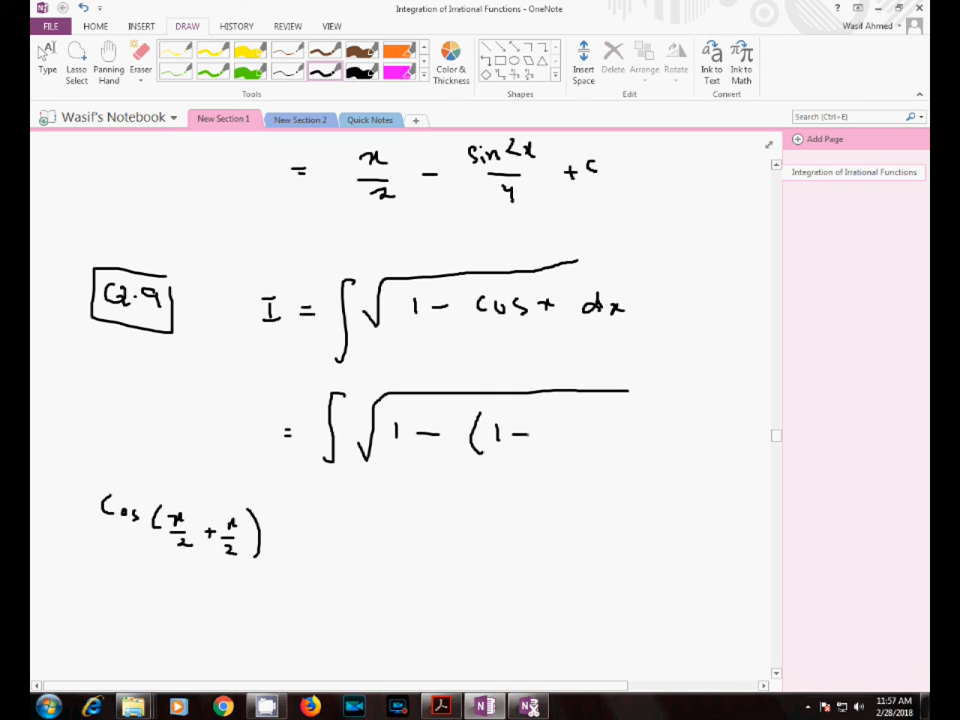 Integration of Irrational Functions - OneNote
FILE HOME INSERT DRAW HISTORY REVIEW VIEW
Wasif Ahmed
Type Lasso Select Panning Hand Eraser Color & Thickness Insert Space Delete Arrange Rotate Ink to Text Ink to Math
Tools Shapes Edit Convert
Wasif's Notebook New Section 1 New Section 2 Quick Notes + Search (Ctrl+E)
Add Page
Integration of Irrational Functions
= x/2 - sin2x/4 + c
Q.9 I = ∫√(1 - cosx) dx
= ∫√(1 - (1 -
Cos(x/2 + x/2)
11:57 AM
2/28/2018